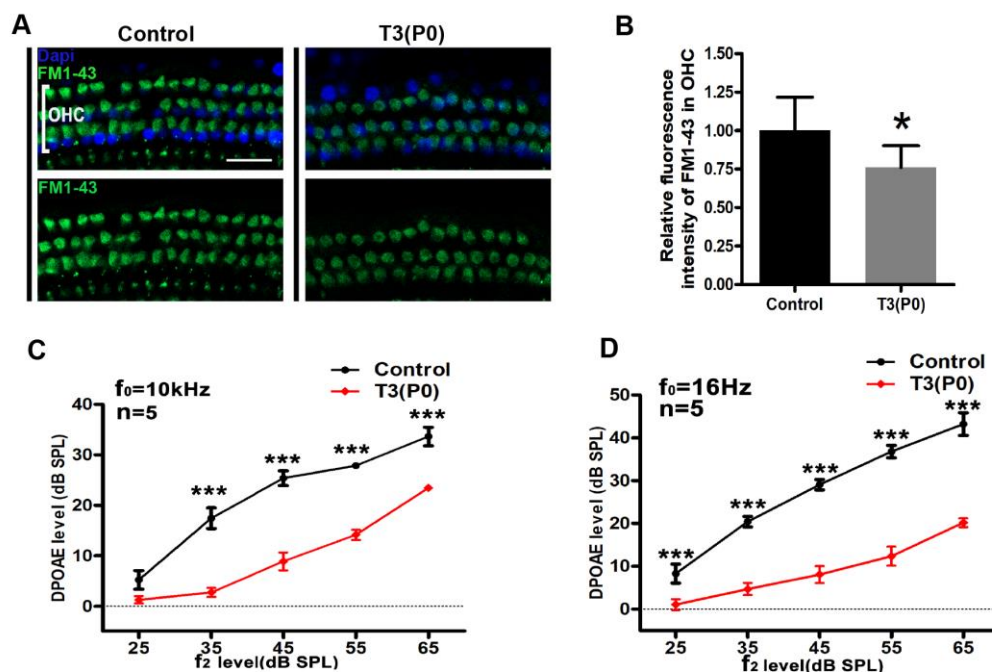 A
Control
T3(P0)
Dapi
FM1-43
OHC
FM1-43
B
Relative fluorescence
intensity of FM1-43 in OHC
1.50
1.25
1.00
0.75
0.50
0.25
0.00
*
Control
T3(P0)
C
Control
T3(P0)
f₀=10kHz
n=5
DPOAE level (dB SPL)
40
30
20
10
0
***
***
***
***
25 35 45 55 65
f₂ level(dB SPL)
D
Control
T3(P0)
f₀=16Hz
n=5
DPOAE level (dB SPL)
50
40
30
20
10
0
***
***
***
***
***
25 35 45 55 65
f₂ level(dB SPL)